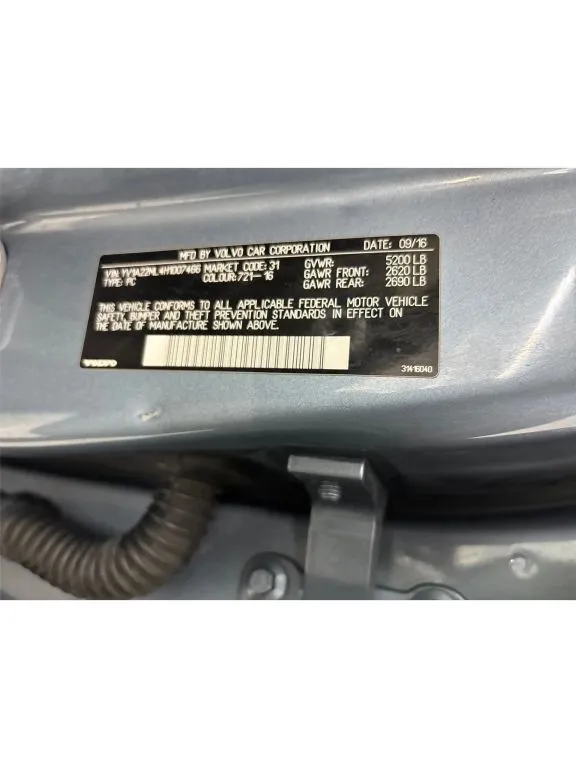 MFD BY VOLVO CAR CORPORATION DATE: 09/16
VIN: YV1A22ML4H1007466 MARKET CODE: 31 GVWR: 5200 LB
TYPE: PC COLOUR: 721-16 GAWR FRONT: 2620 LB
GAWR REAR: 2690 LB
THIS VEHICLE CONFORMS TO ALL APPLICABLE FEDERAL MOTOR VEHICLE
SAFETY, BUMPER AND THEFT PREVENTION STANDARDS IN EFFECT ON
THE DATE OF MANUFACTURE SHOWN ABOVE.
VOLVO 31416040